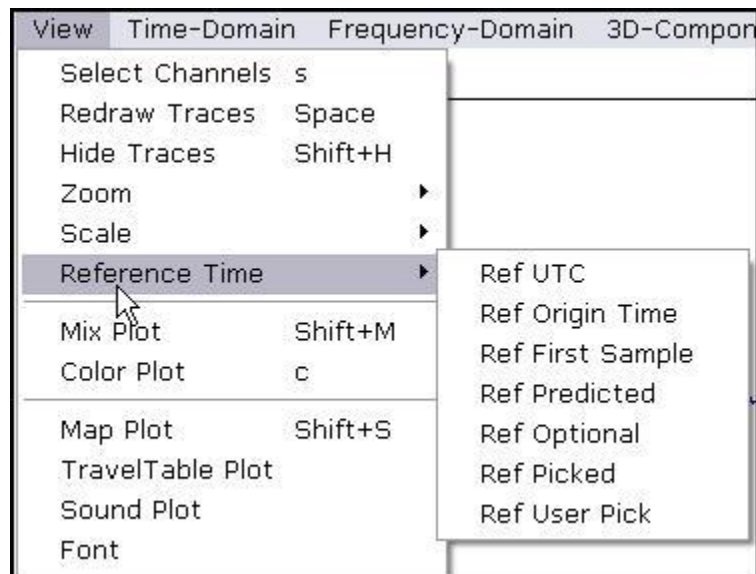 View Time-Domain Frequency-Domain 3D-Compon
Select Channels s
Redraw Traces Space
Hide Traces Shift+H
Zoom
Scale
Reference Time
Ref UTC
Ref Origin Time
Ref First Sample
Ref Predicted
Ref Optional
Ref Picked
Ref User Pick
Mix Plot Shift+M
Color Plot c
Map Plot Shift+S
TravelTable Plot
Sound Plot
Font